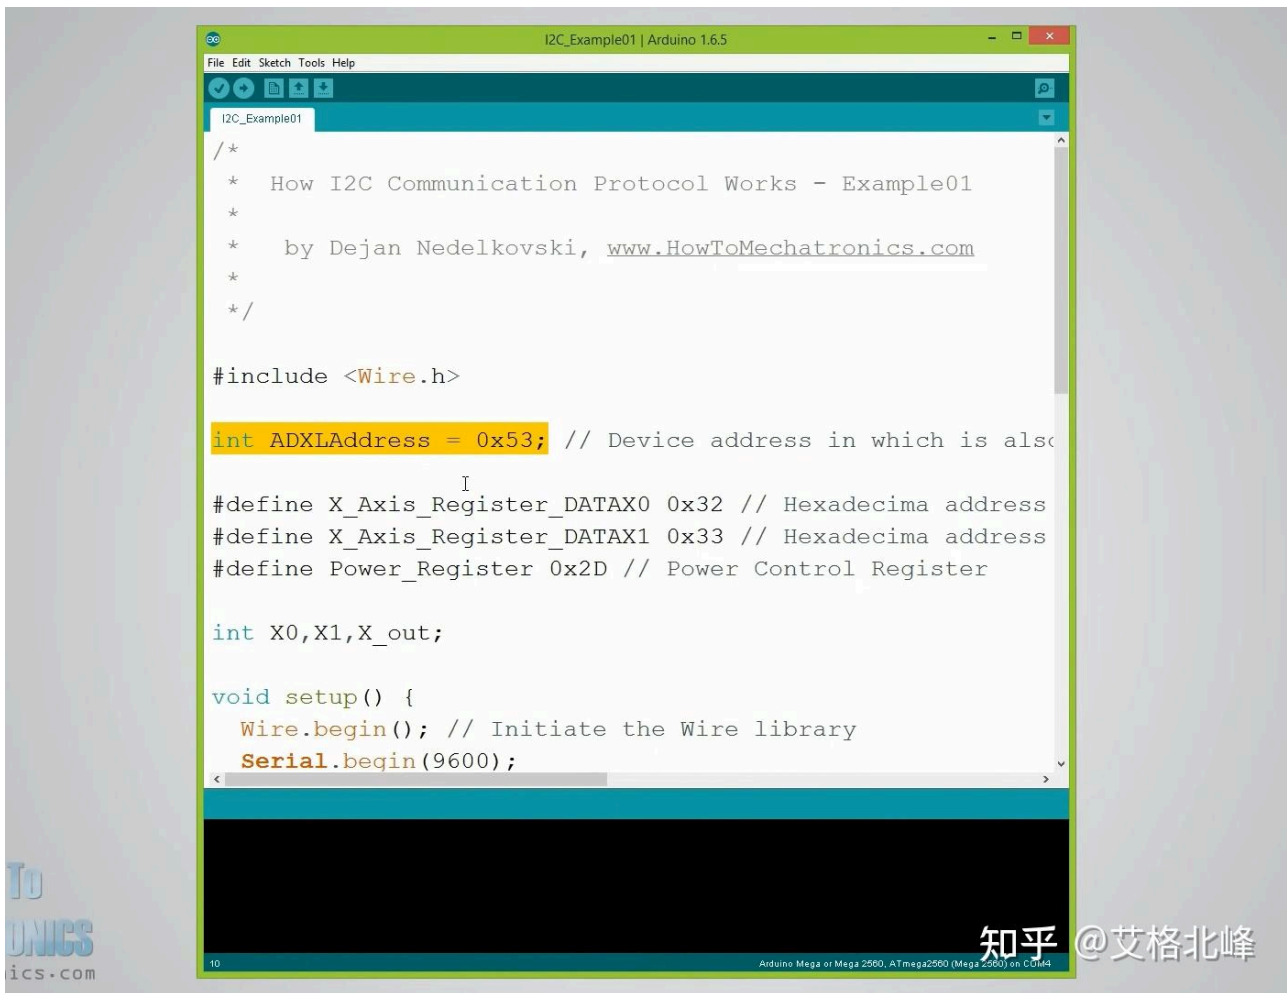 I2C_Example01 | Arduino 1.6.5
File Edit Sketch Tools Help
I2C_Example01
/*
* How I2C Communication Protocol Works - Example01
*
* by Dejan Nedelkovski, www.HowToMechatronics.com
*
*/
#include <Wire.h>
int ADXLAddress = 0x53; // Device address in which is also
#define X_Axis_Register_DATAX0 0x32 // Hexadecima address
#define X_Axis_Register_DATAX1 0x33 // Hexadecima address
#define Power_Register 0x2D // Power Control Register
int X0,X1,X_out;
void setup() {
Wire.begin(); // Initiate the Wire library
Serial.begin(9600);
To
ONICS
ics.com
知乎 @艾格北峰
10
Arduino Mega or Mega 2560, ATmega2560 (Mega 2560) on COM4